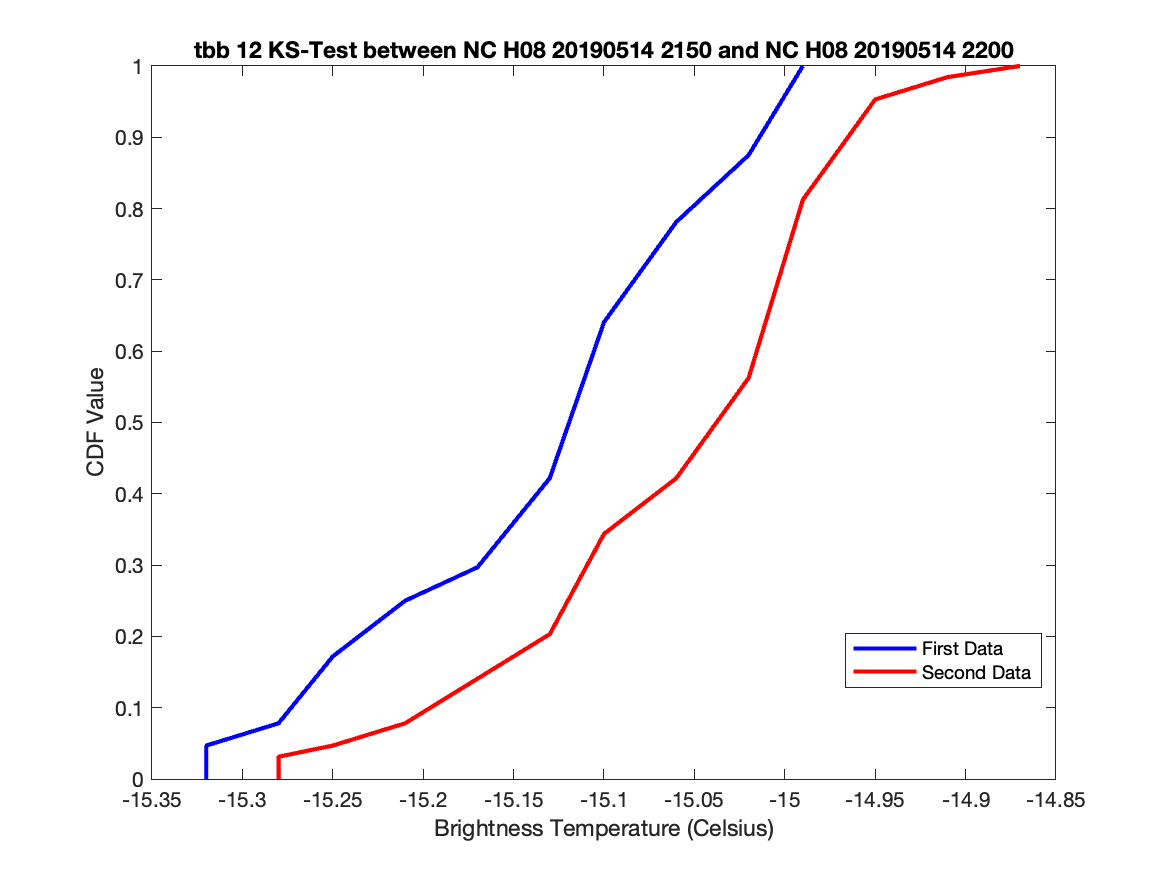 tbb 12 KS-Test between NC H08 20190514 2150 and NC H08 20190514 2200
1
0.9
0.8
0.7
0.6
0.5
0.4
0.3
0.2
0.1
0
CDF Value
First Data
Second Data
-15.35 -15.3 -15.25 -15.2 -15.15 -15.1 -15.05 -15 -14.95 -14.9 -14.85
Brightness Temperature (Celsius)